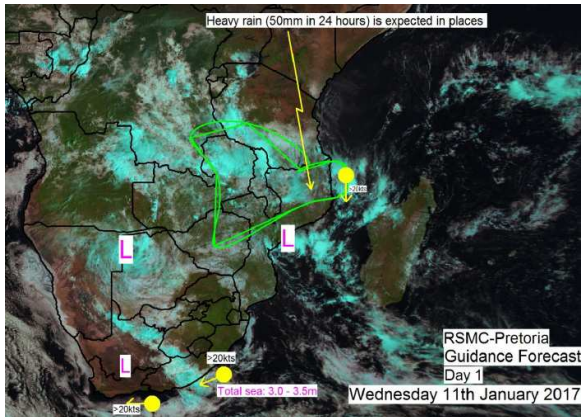 Heavy rain (50mm in 24 hours) is expected in places
>20kts
L
L
L
>20kts
Total sea: 3.0 - 3.5m
>20kts
RSMC-Pretoria
Guidance Forecast
Day 1
Wednesday 11th January 2017